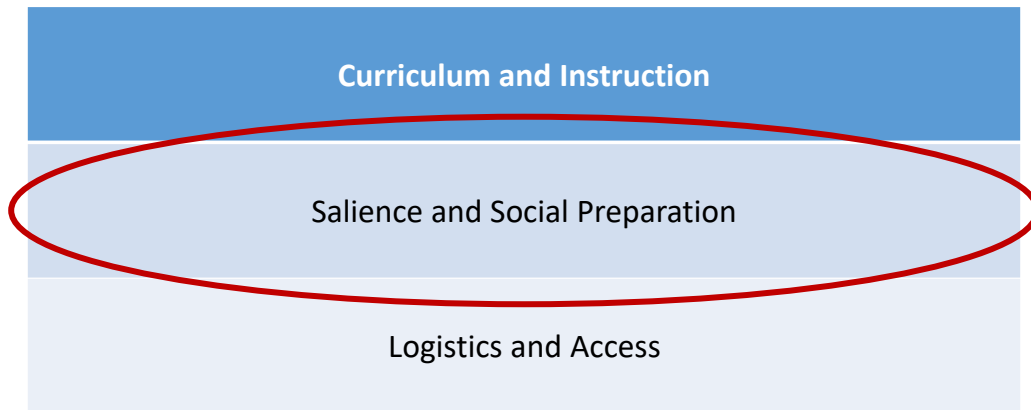 Curriculum and Instruction
Salience and Social Preparation
Logistics and Access